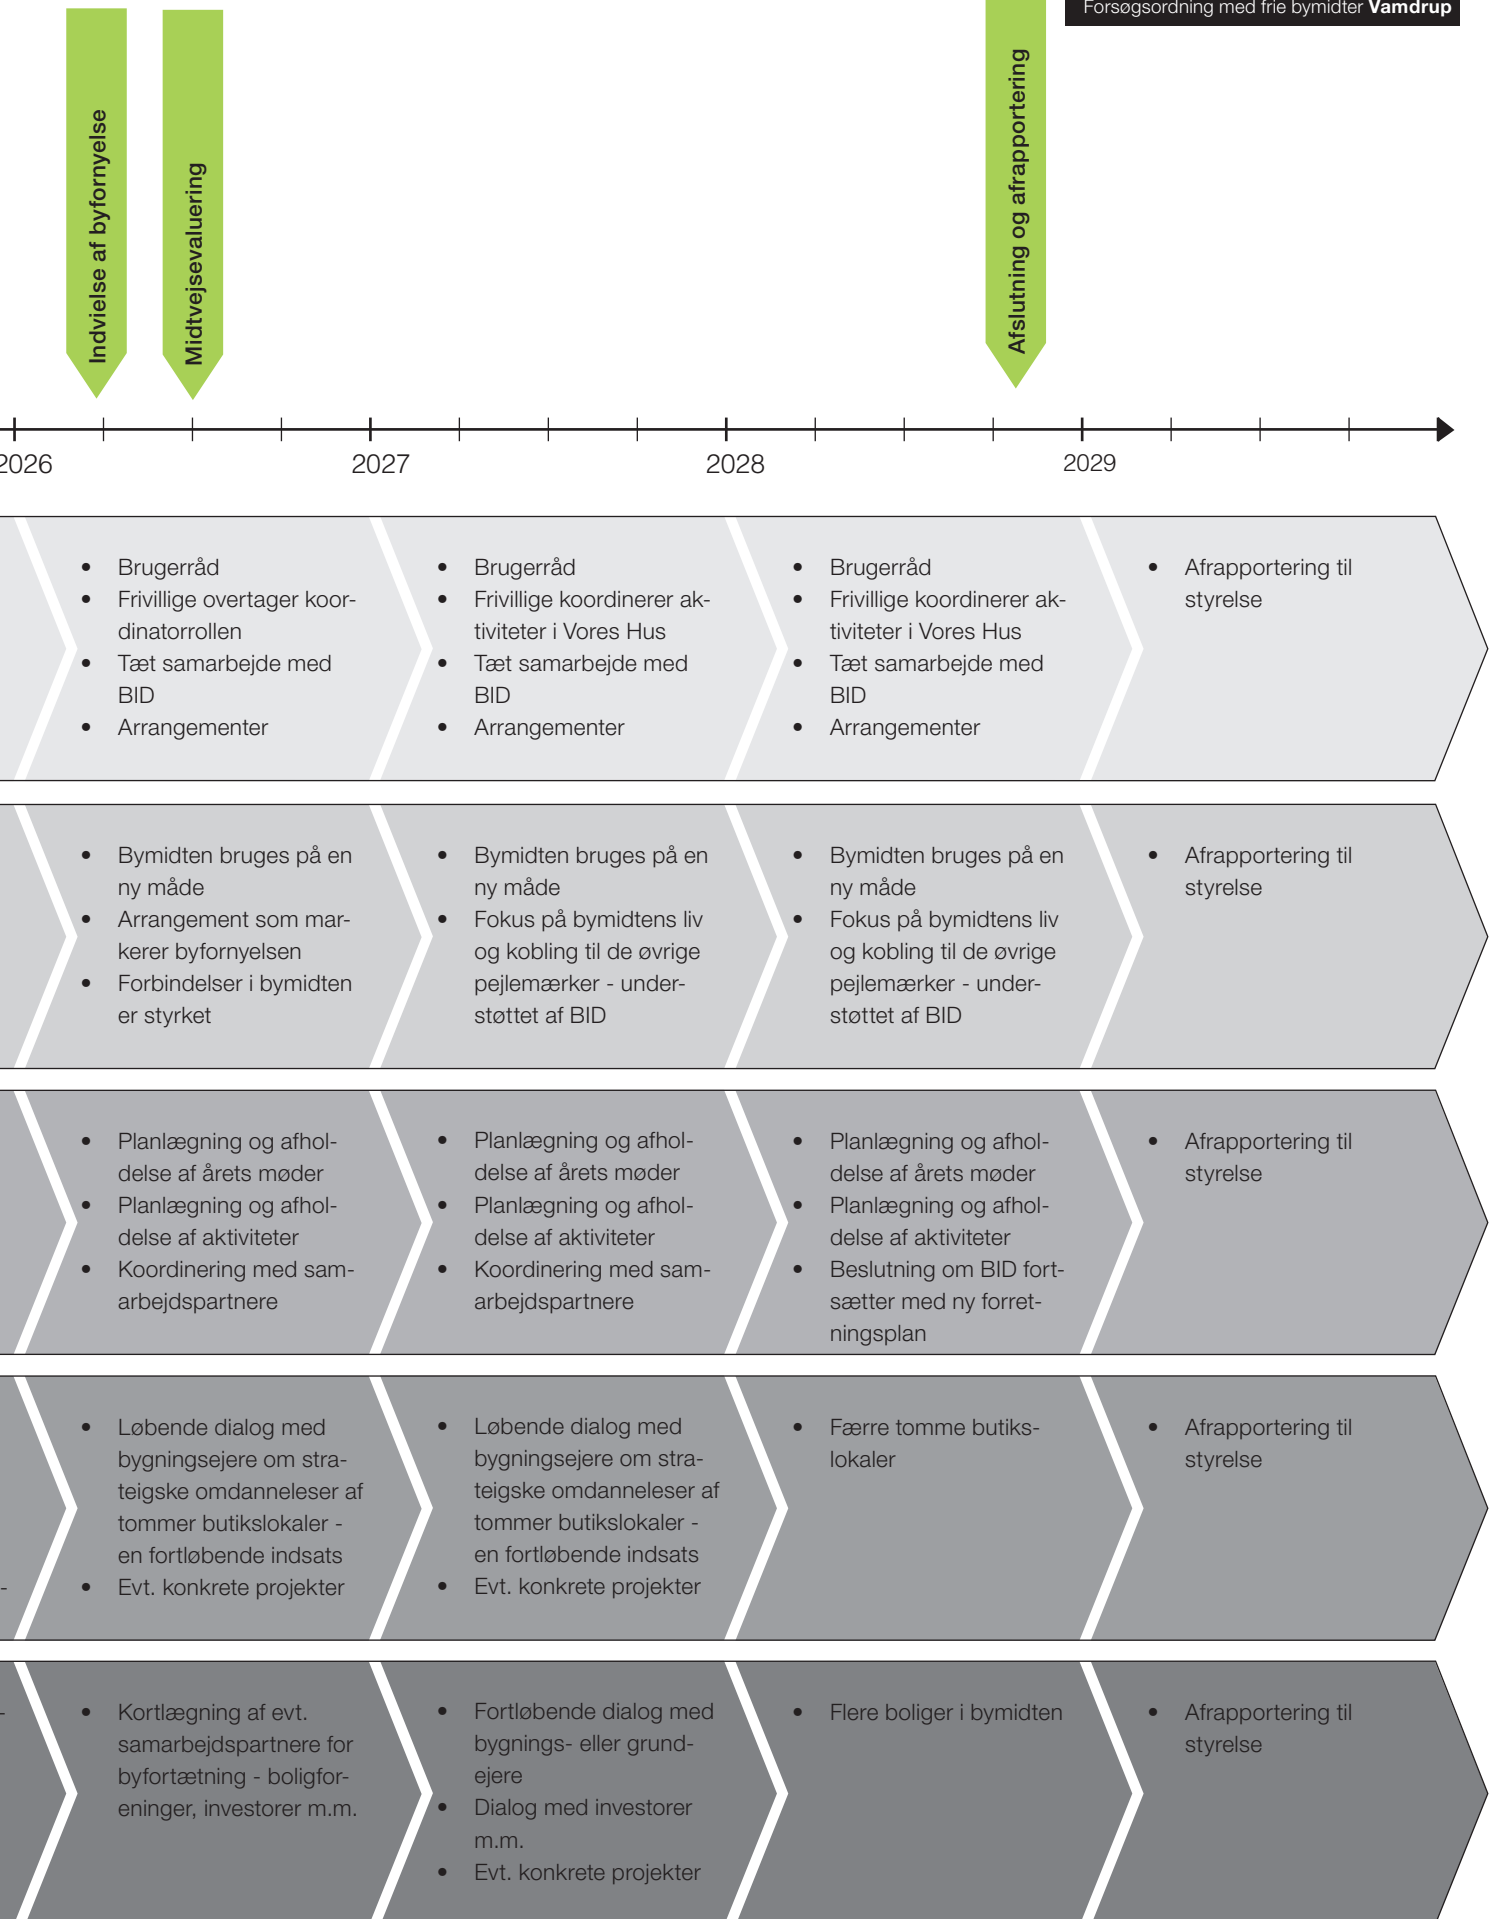 Forsøgsordning med frie bymidter Vamdrup
Indvielse af byfornyelse
Midtvejsevaluering
Afslutning og afrapportering
2026
2027
2028
2029
• Brugerråd
• Frivillige overtager koor-
dinatorrollen
• Tæt samarbejde med
BID
• Arrangementer
• Brugerråd
• Frivillige koordinerer ak-
tiviteter i Vores Hus
• Tæt samarbejde med
BID
• Arrangementer
• Brugerråd
• Frivillige koordinerer ak-
tiviteter i Vores Hus
• Tæt samarbejde med
BID
• Arrangementer
• Afrapportering til
styrelse
• Bymidten bruges på en
ny måde
• Arrangement som mar-
kerer byfornyelsen
• Forbindelser i bymidten
er styrket
• Bymidten bruges på en
ny måde
• Fokus på bymidtens liv
og kobling til de øvrige
pejlemærker - under-
støttet af BID
• Bymidten bruges på en
ny måde
• Fokus på bymidtens liv
og kobling til de øvrige
pejlemærker - under-
støttet af BID
• Afrapportering til
styrelse
• Planlægning og afhol-
delse af årets møder
• Planlægning og afhol-
delse af aktiviteter
• Koordinering med sam-
arbejdspartnere
• Planlægning og afhol-
delse af årets møder
• Planlægning og afhol-
delse af aktiviteter
• Koordinering med sam-
arbejdspartnere
• Planlægning og afhol-
delse af årets møder
• Planlægning og afhol-
delse af aktiviteter
• Beslutning om BID fort-
sætter med ny forret-
ningsplan
• Afrapportering til
styrelse
-
• Løbende dialog med
bygningsejere om stra-
teigske omdanneleser af
tommer butikslokaler -
en fortløbende indsats
• Evt. konkrete projekter
• Løbende dialog med
bygningsejere om stra-
teigske omdanneleser af
tommer butikslokaler -
en fortløbende indsats
• Evt. konkrete projekter
• Færre tomme butiks-
lokaler
• Afrapportering til
styrelse
-
• Kortlægning af evt.
samarbejdspartnere for
byfortætning - boligfor-
eninger, investorer m.m.
• Fortløbende dialog med
bygnings- eller grund-
ejere
• Dialog med investorer
m.m.
• Evt. konkrete projekter
• Flere boliger i bymidten
• Afrapportering til
styrelse